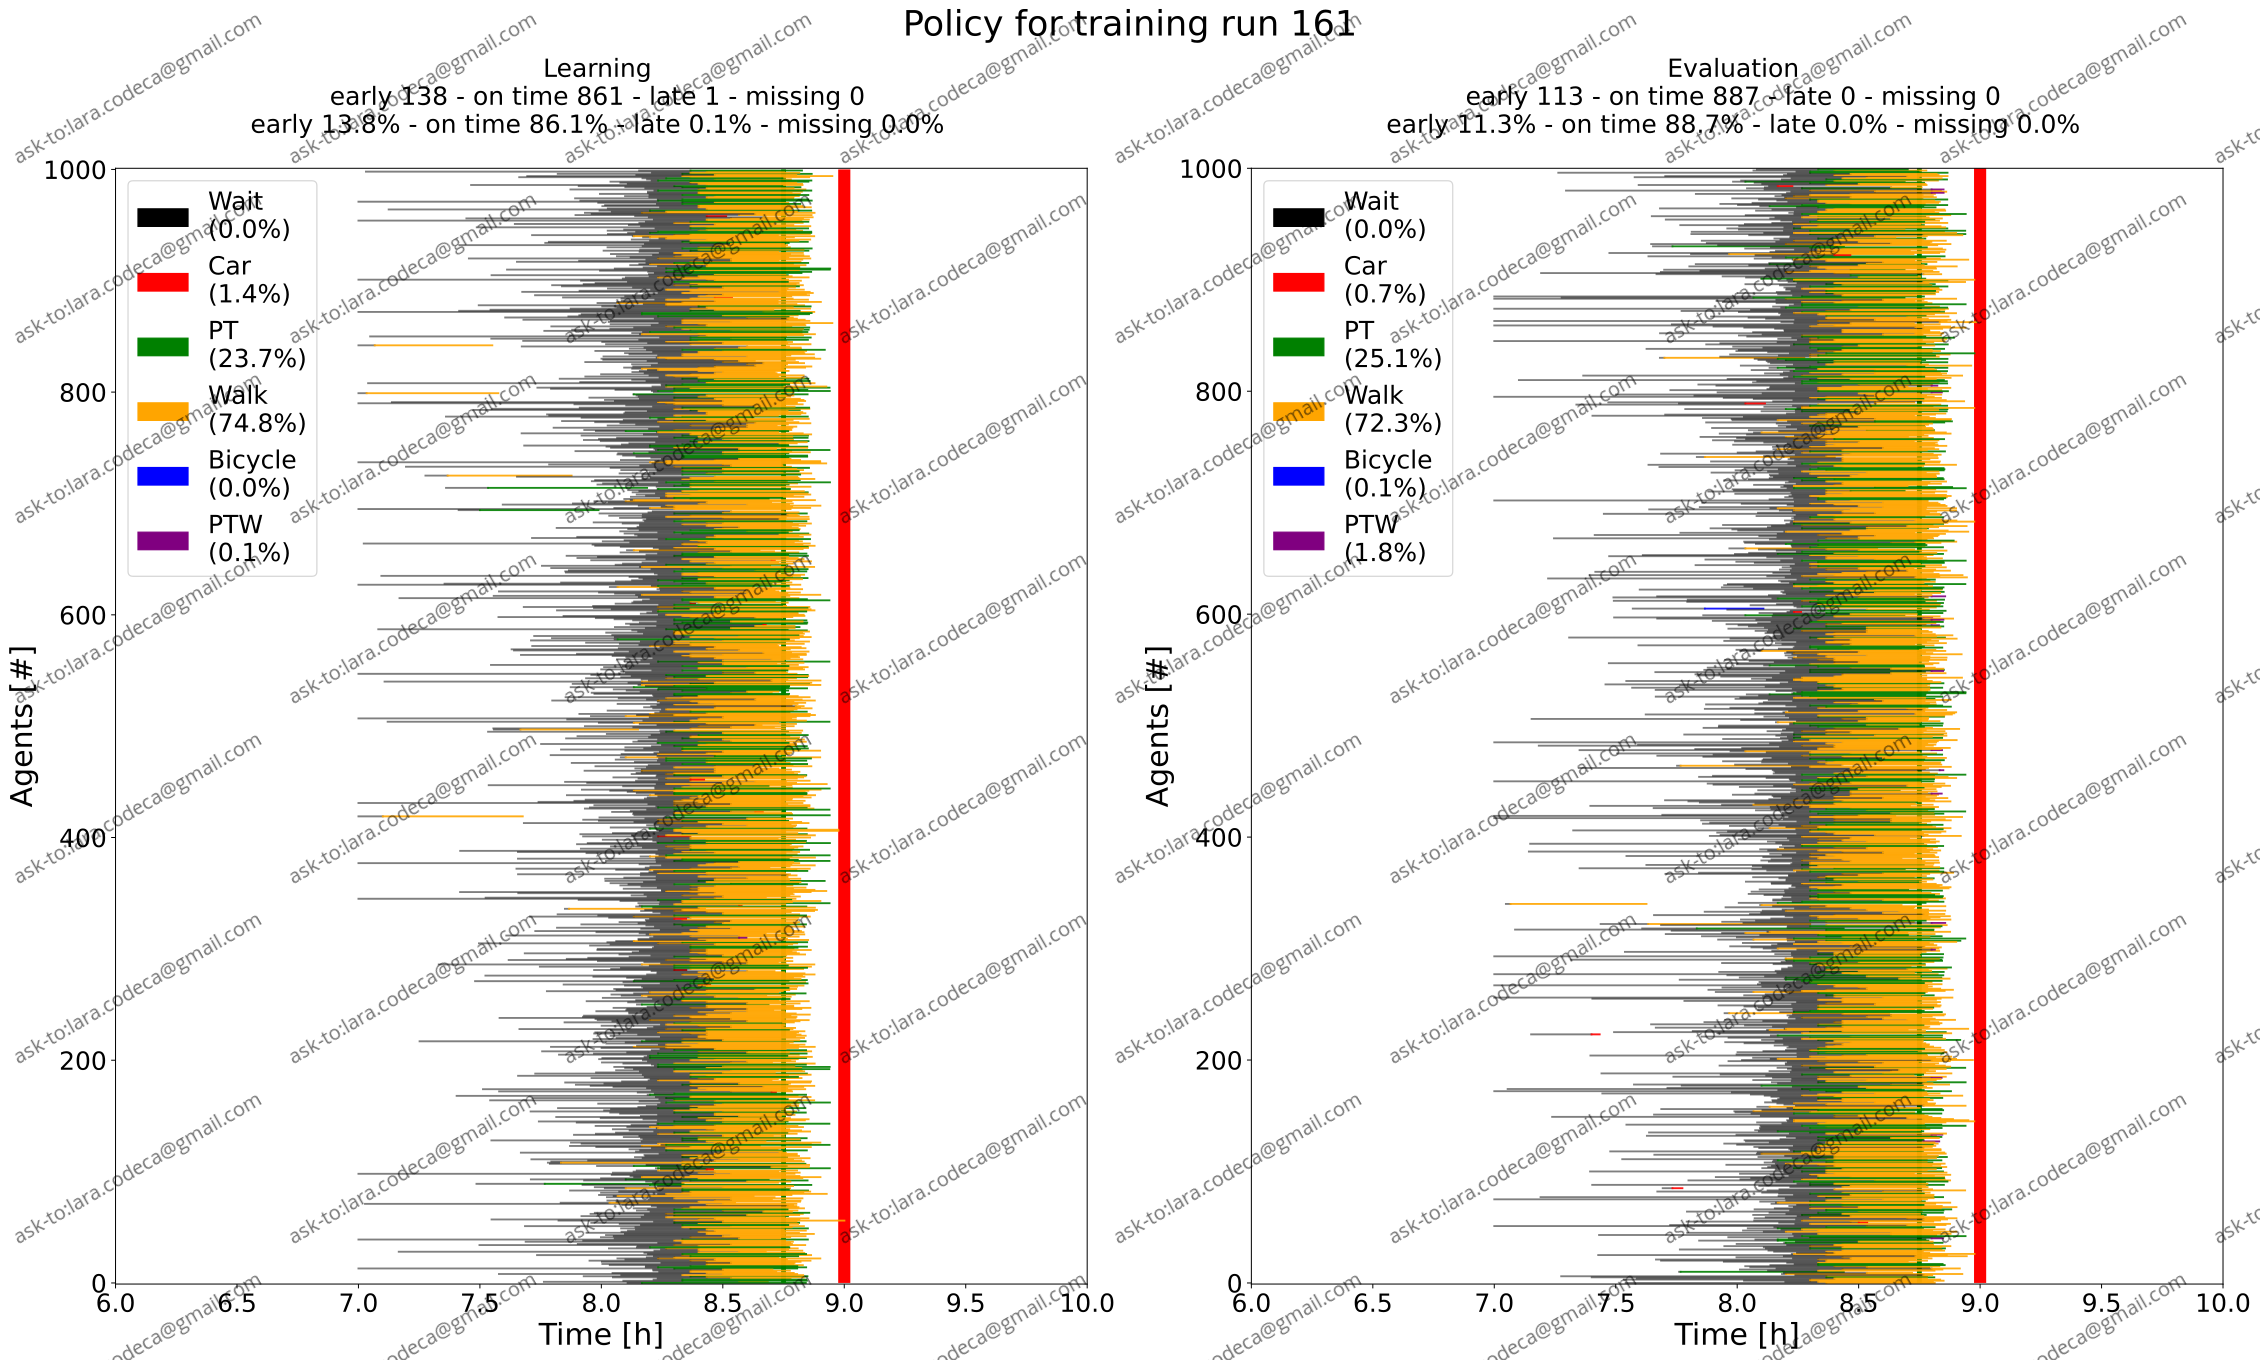 Policy for training run 161
Learning
early 138 - on time 861 - late 1 - missing 0
early 13.8% - on time 86.1% - late 0.1% - missing 0.0%
Wait
(0.0%)
Car
(1.4%)
PT
(23.7%)
Walk
(74.8%)
Bicycle
(0.0%)
PTW
(0.1%)
1000
800
600
400
200
0
Agents [#]
6.0 6.5 7.0 7.5 8.0 8.5 9.0 9.5 10.0
Time [h]
Evaluation
early 113 - on time 887 - late 0 - missing 0
early 11.3% - on time 88.7% - late 0.0% - missing 0.0%
Wait
(0.0%)
Car
(0.7%)
PT
(25.1%)
Walk
(72.3%)
Bicycle
(0.1%)
PTW
(1.8%)
1000
800
600
400
200
0
Agents [#]
6.0 6.5 7.0 7.5 8.0 8.5 9.0 9.5 10.0
Time [h]
ask-to:lara.codeca@gmail.com